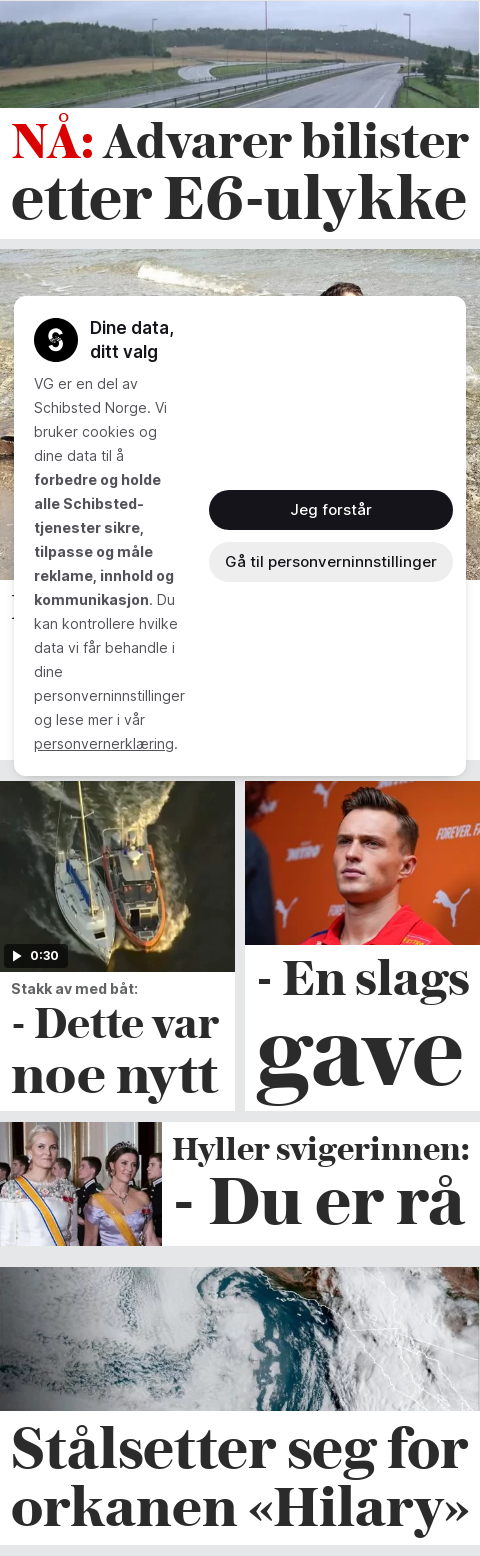 NÅ: Advarer bilister
etter E6-ulykke
Dine data,
ditt valg
VG er en del av
Schibsted Norge. Vi
bruker cookies og
dine data til å
forbedre og holde
alle Schibsted-
tjenester sikre,
tilpasse og måle
reklame, innhold og
kommunikasjon. Du
kan kontrollere hvilke
data vi får behandle i
dine
personverninnstillinger
og lese mer i vår
personvernerklæring.
Jeg forstår
Gå til personverninnstillinger
0:30
Stakk av med båt:
- Dette var
noe nytt
NITRO
FOREVER. FA
- En slags
gave
Hyller svigerinnen:
- Du er rå
Stålsetter seg for
orkanen «Hilary»